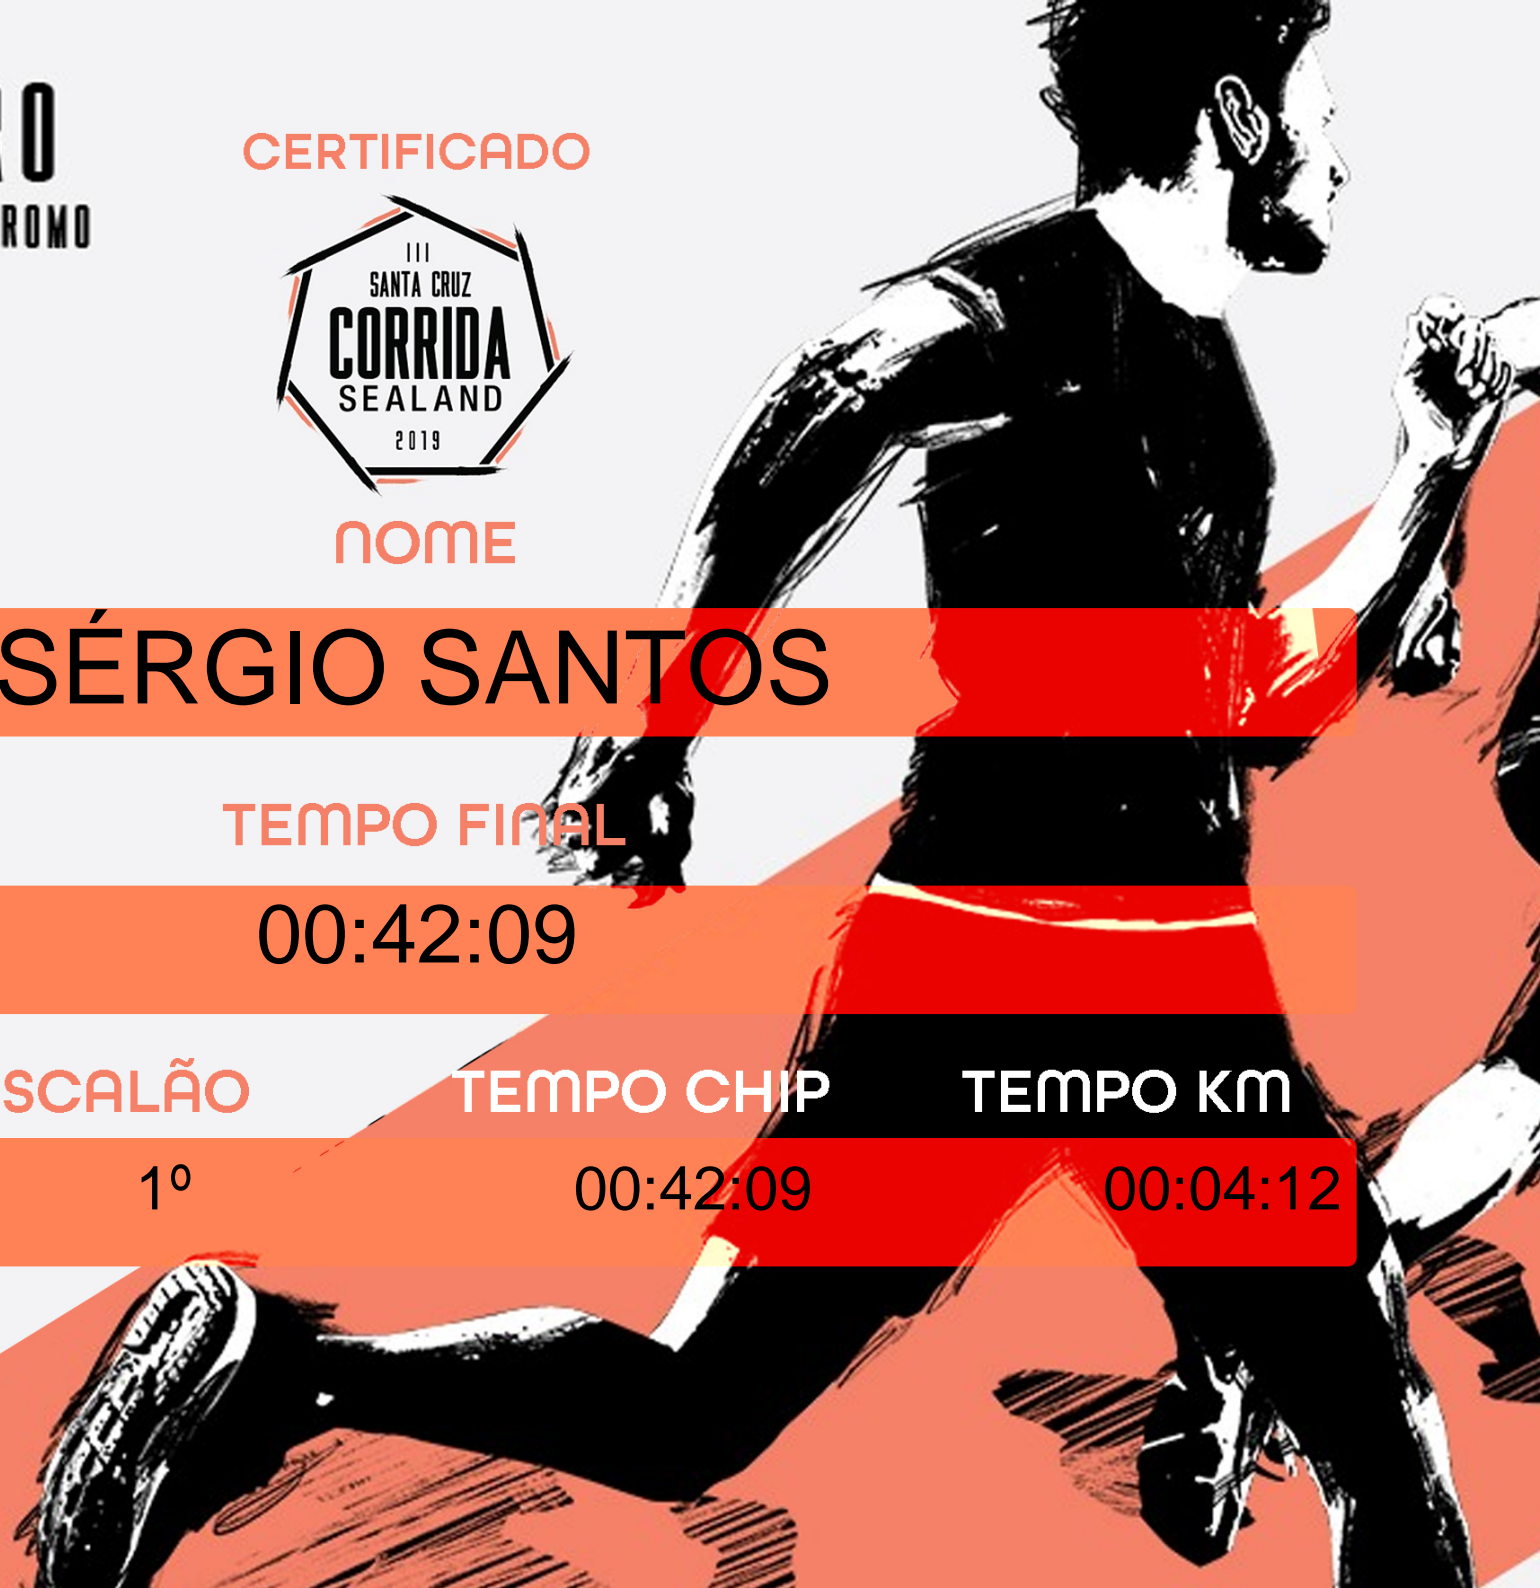 CERTIFICADO
III
SANTA CRUZ
CORRIDA
SEALAND
2019
NOME
SÉRGIO SANTOS
TEMPO FINAL
00:42:09
SCALÃO TEMPO CHIP TEMPO KM
1º 00:42:09 00:04:12